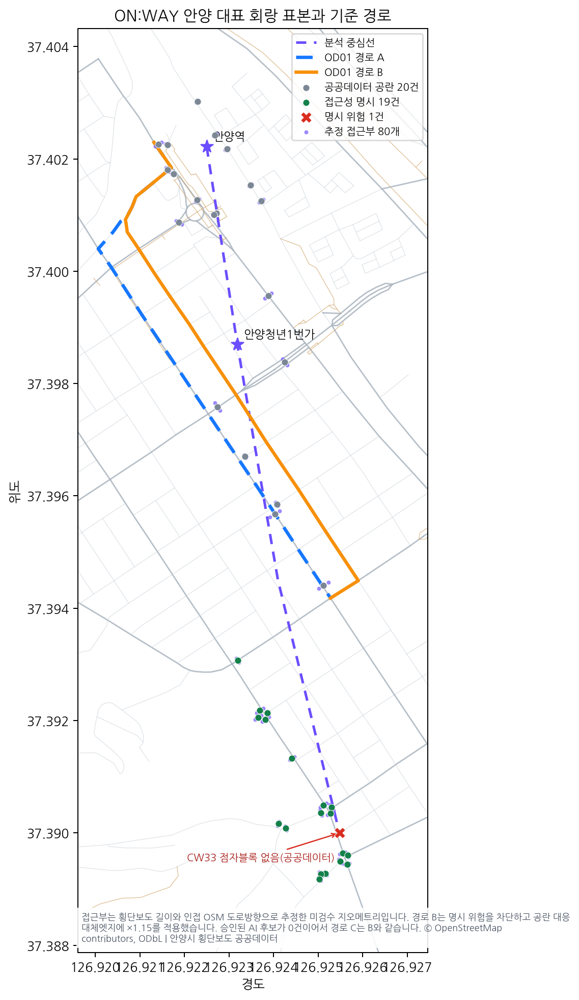 ON:WAY 안양 대표 회랑 표본과 기준 경로
분석 중심선
OD01 경로 A
OD01 경로 B
공공데이터 공란 20건
접근성 명시 19건
명시 위험 1건
추정 접근부 80개
37.404
37.402
37.400
37.398
37.396
37.394
37.392
37.390
37.388
위도
안양역
안양청년1번가
CW33 점자블록 없음(공공데이터)
접근부는 횡단보도 길이와 인접 OSM 도로방향으로 추정한 미검수 지오메트리입니다. 경로 B는 명시 위험을 차단하고 공란 대응
대체엣지에 ×1.15를 적용했습니다. 승인된 AI 후보가 0건이어서 경로 C는 B와 같습니다. © OpenStreetMap
contributors, ODbL | 안양시 횡단보도 공공데이터
126.920 126.921 126.922 126.923 126.924 126.925 126.926 126.927
경도